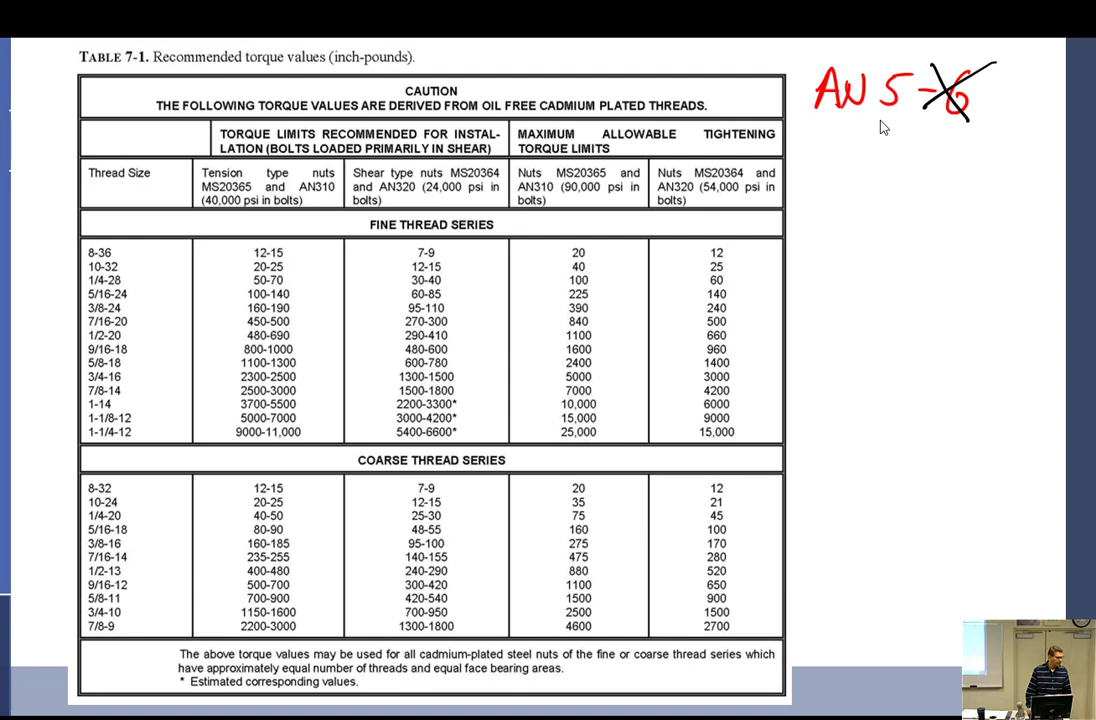 TABLE 7-1. Recommended torque values (inch-pounds).
AN 5-6
CAUTION
THE FOLLOWING TORQUE VALUES ARE DERIVED FROM OIL FREE CADMIUM PLATED THREADS.
TORQUE LIMITS RECOMMENDED FOR INSTAL-
LATION (BOLTS LOADED PRIMARILY IN SHEAR)
MAXIMUM ALLOWABLE TIGHTENING
TORQUE LIMITS
Thread Size
Tension type nuts
MS20365 and AN310
(40,000 psi in bolts)
Shear type nuts MS20364
and AN320 (24,000 psi in
bolts)
Nuts MS20365 and
AN310 (90,000 psi in
bolts)
Nuts MS20364 and
AN320 (54,000 psi in
bolts)
FINE THREAD SERIES
8-36 12-15 7-9 20 12
10-32 20-25 12-15 40 25
1/4-28 50-70 30-40 100 60
5/16-24 100-140 60-85 225 140
3/8-24 160-190 95-110 390 240
7/16-20 450-500 270-300 840 500
1/2-20 480-690 290-410 1100 660
9/16-18 800-1000 480-600 1600 960
5/8-18 1100-1300 600-780 2400 1400
3/4-16 2300-2500 1300-1500 5000 3000
7/8-14 2500-3000 1500-1800 7000 4200
1-14 3700-5500 2200-3300* 10,000 6000
1-1/8-12 5000-7000 3000-4200* 15,000 9000
1-1/4-12 9000-11,000 5400-6600* 25,000 15,000
COARSE THREAD SERIES
8-32 12-15 7-9 20 12
10-24 20-25 12-15 35 21
1/4-20 40-50 25-30 75 45
5/16-18 80-90 48-55 160 100
3/8-16 160-185 95-100 275 170
7/16-14 235-255 140-155 475 280
1/2-13 400-480 240-290 880 520
9/16-12 500-700 300-420 1100 650
5/8-11 700-900 420-540 1500 900
3/4-10 1150-1600 700-950 2500 1500
7/8-9 2200-3000 1300-1800 4600 2700
The above torque values may be used for all cadmium-plated steel nuts of the fine or coarse thread series which
have approximately equal number of threads and equal face bearing areas.
* Estimated corresponding values.